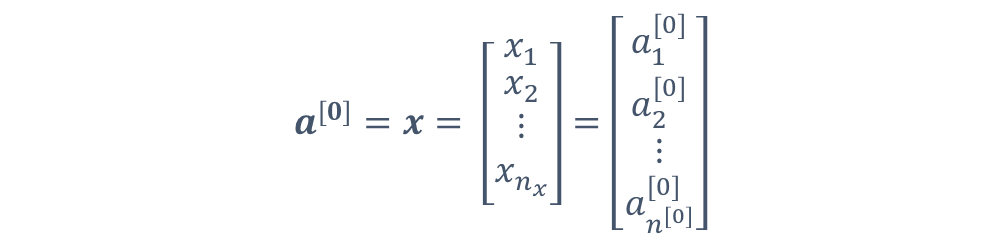 𝒂^[𝟎] = 𝒙 = [x_1 x_2 ⋮ x_{n_x}] = [a_1^[0] a_2^[0] ⋮ a_{n^[0]}^[0]]